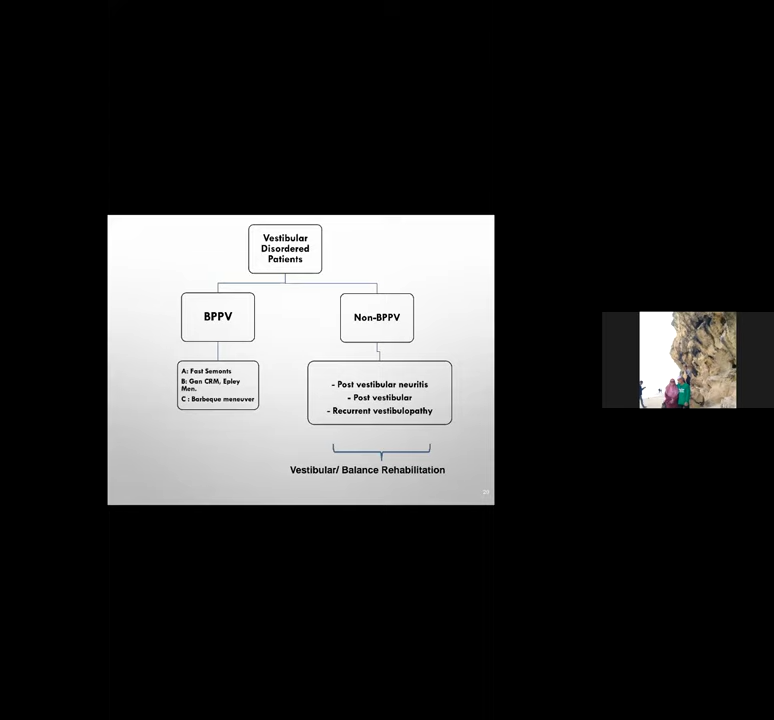 Vestibular
Disordered
Patients
BPPV
Non-BPPV
A: Fast Semonts
B: Gan CRM, Epley
Men.
C : Barbeque meneuver
- Post vestibular neuritis
- Post vestibular
- Recurrent vestibulopathy
Vestibular/ Balance Rehabilitation